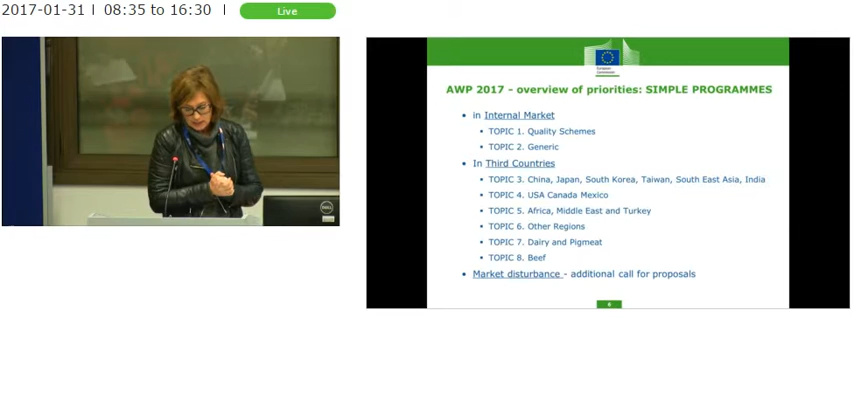 2017-01-31 | 08:35 to 16:30 |
Live
DELL
European
Commission
AWP 2017 - overview of priorities: SIMPLE PROGRAMMES
• in Internal Market
• TOPIC 1. Quality Schemes
• TOPIC 2. Generic
• In Third Countries
• TOPIC 3. China, Japan, South Korea, Taiwan, South East Asia, India
• TOPIC 4. USA Canada Mexico
• TOPIC 5. Africa, Middle East and Turkey
• TOPIC 6. Other Regions
• TOPIC 7. Dairy and Pigmeat
• TOPIC 8. Beef
• Market disturbance - additional call for proposals